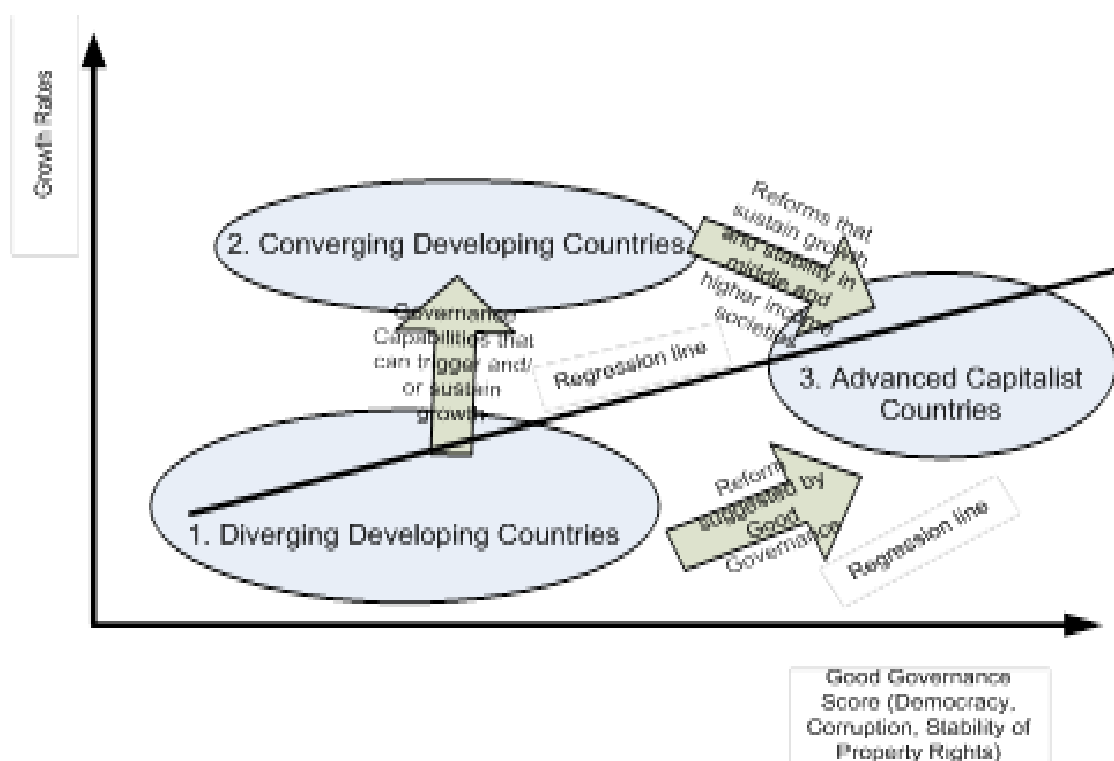 Growth Rates
2. Converging Developing Countries
Reforms that
sustain growth
and stability in
middle and
higher income
societies
Governance
Capabilities that
can trigger and/
or sustain
growth
Regression line
3. Advanced Capitalist
Countries
1. Diverging Developing Countries
Reform
suggested by
Good
Governance
Regression line
Good Governance
Score (Democracy,
Corruption, Stability of
Property Rights)